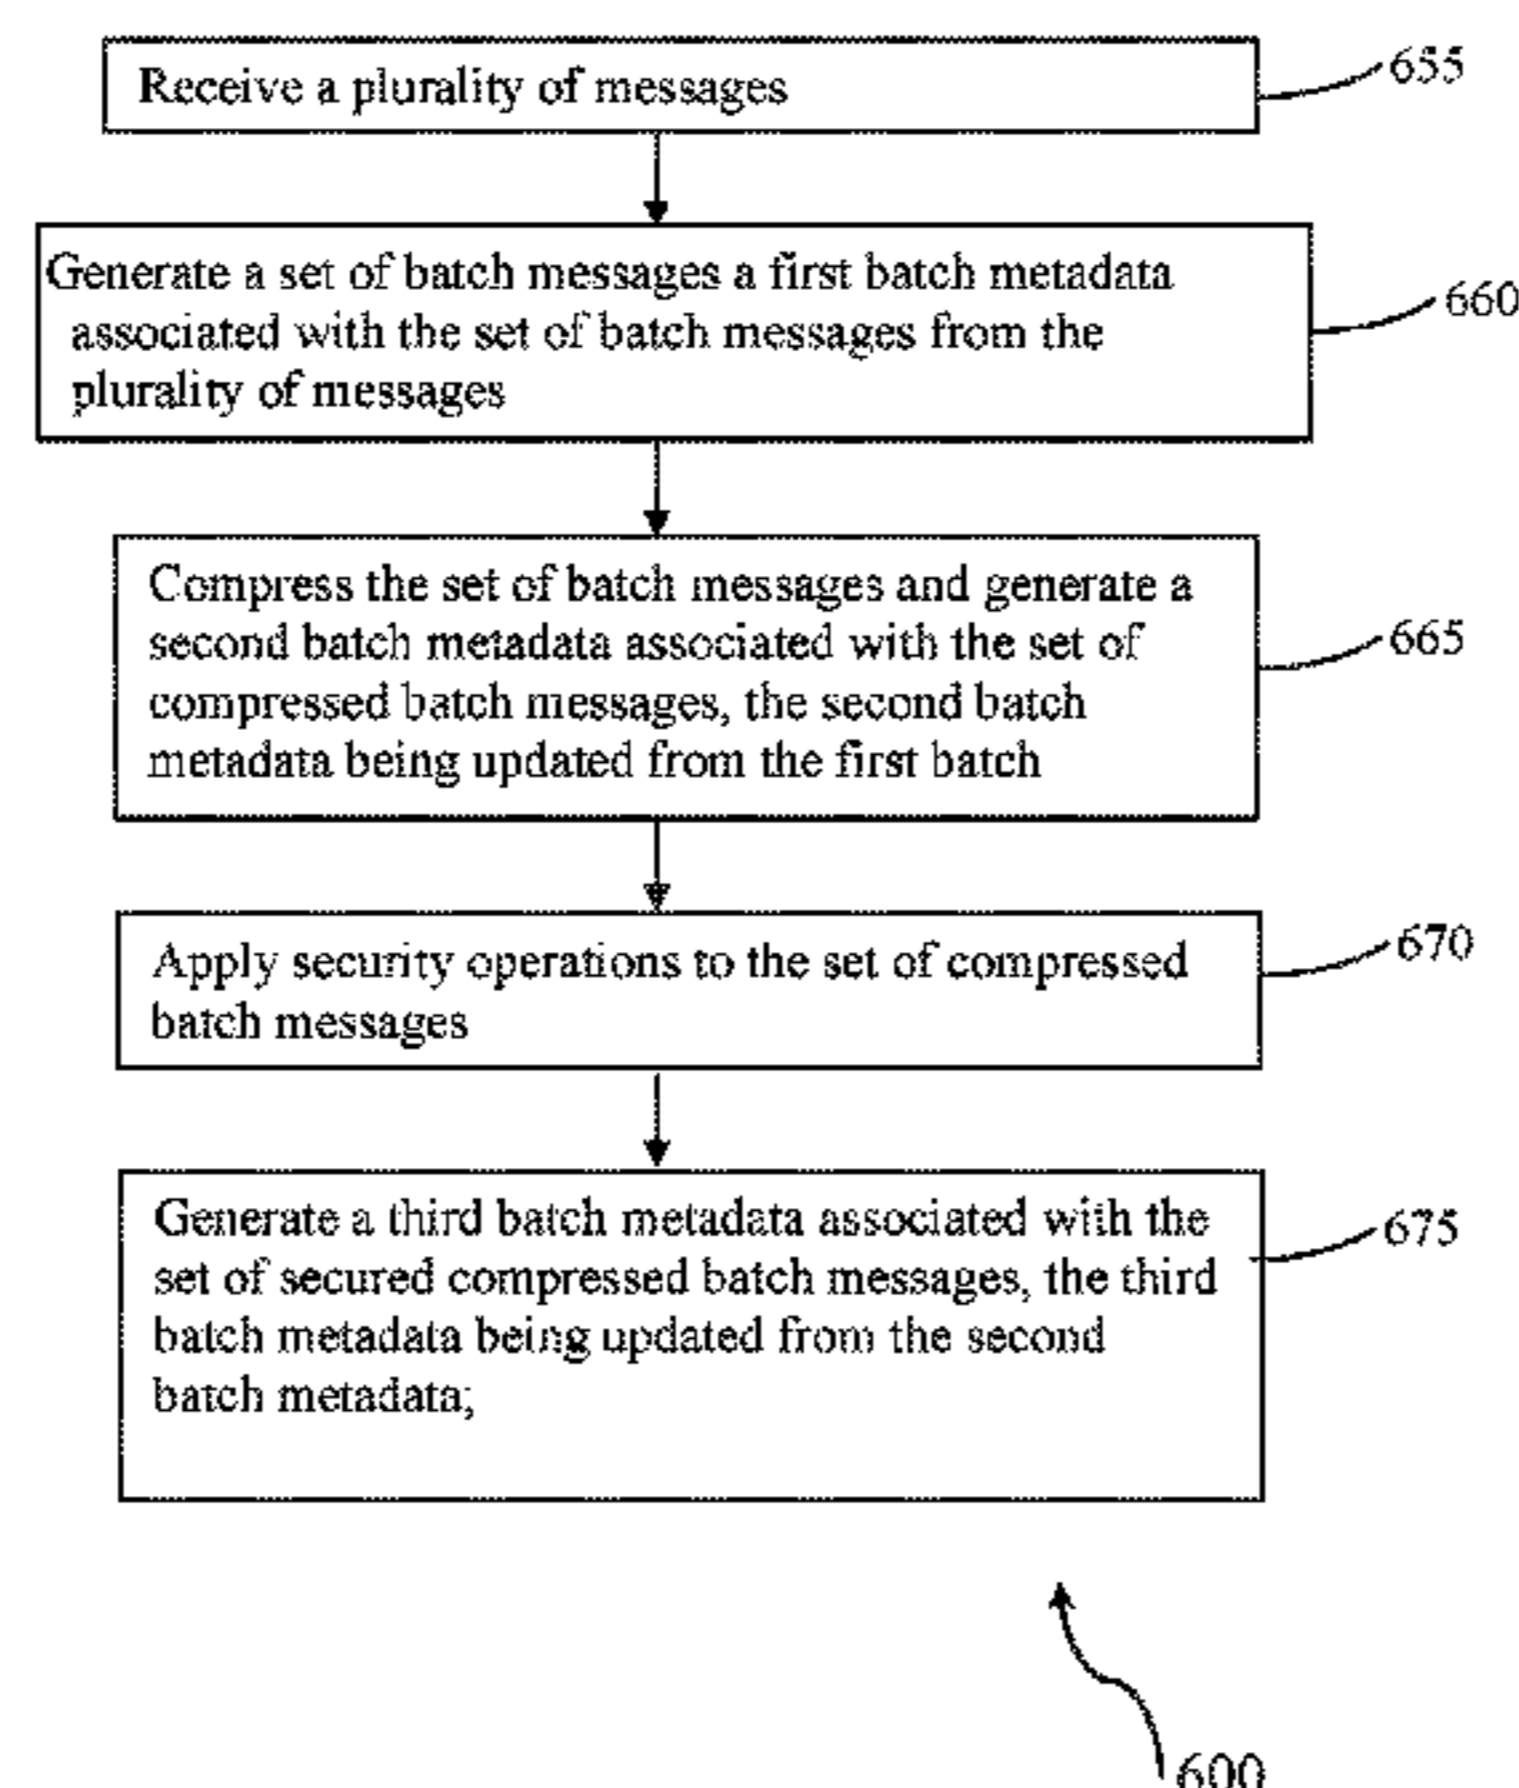 Receive a plurality of messages
655
Generate a set of batch messages a first batch metadata
associated with the set of batch messages from the
plurality of messages
660
Compress the set of batch messages and generate a
second batch metadata associated with the set of
compressed batch messages, the second batch
metadata being updated from the first batch
665
Apply security operations to the set of compressed
batch messages
670
Generate a third batch metadata associated with the
set of secured compressed batch messages, the third
batch metadata being updated from the second
batch metadata;
675
600